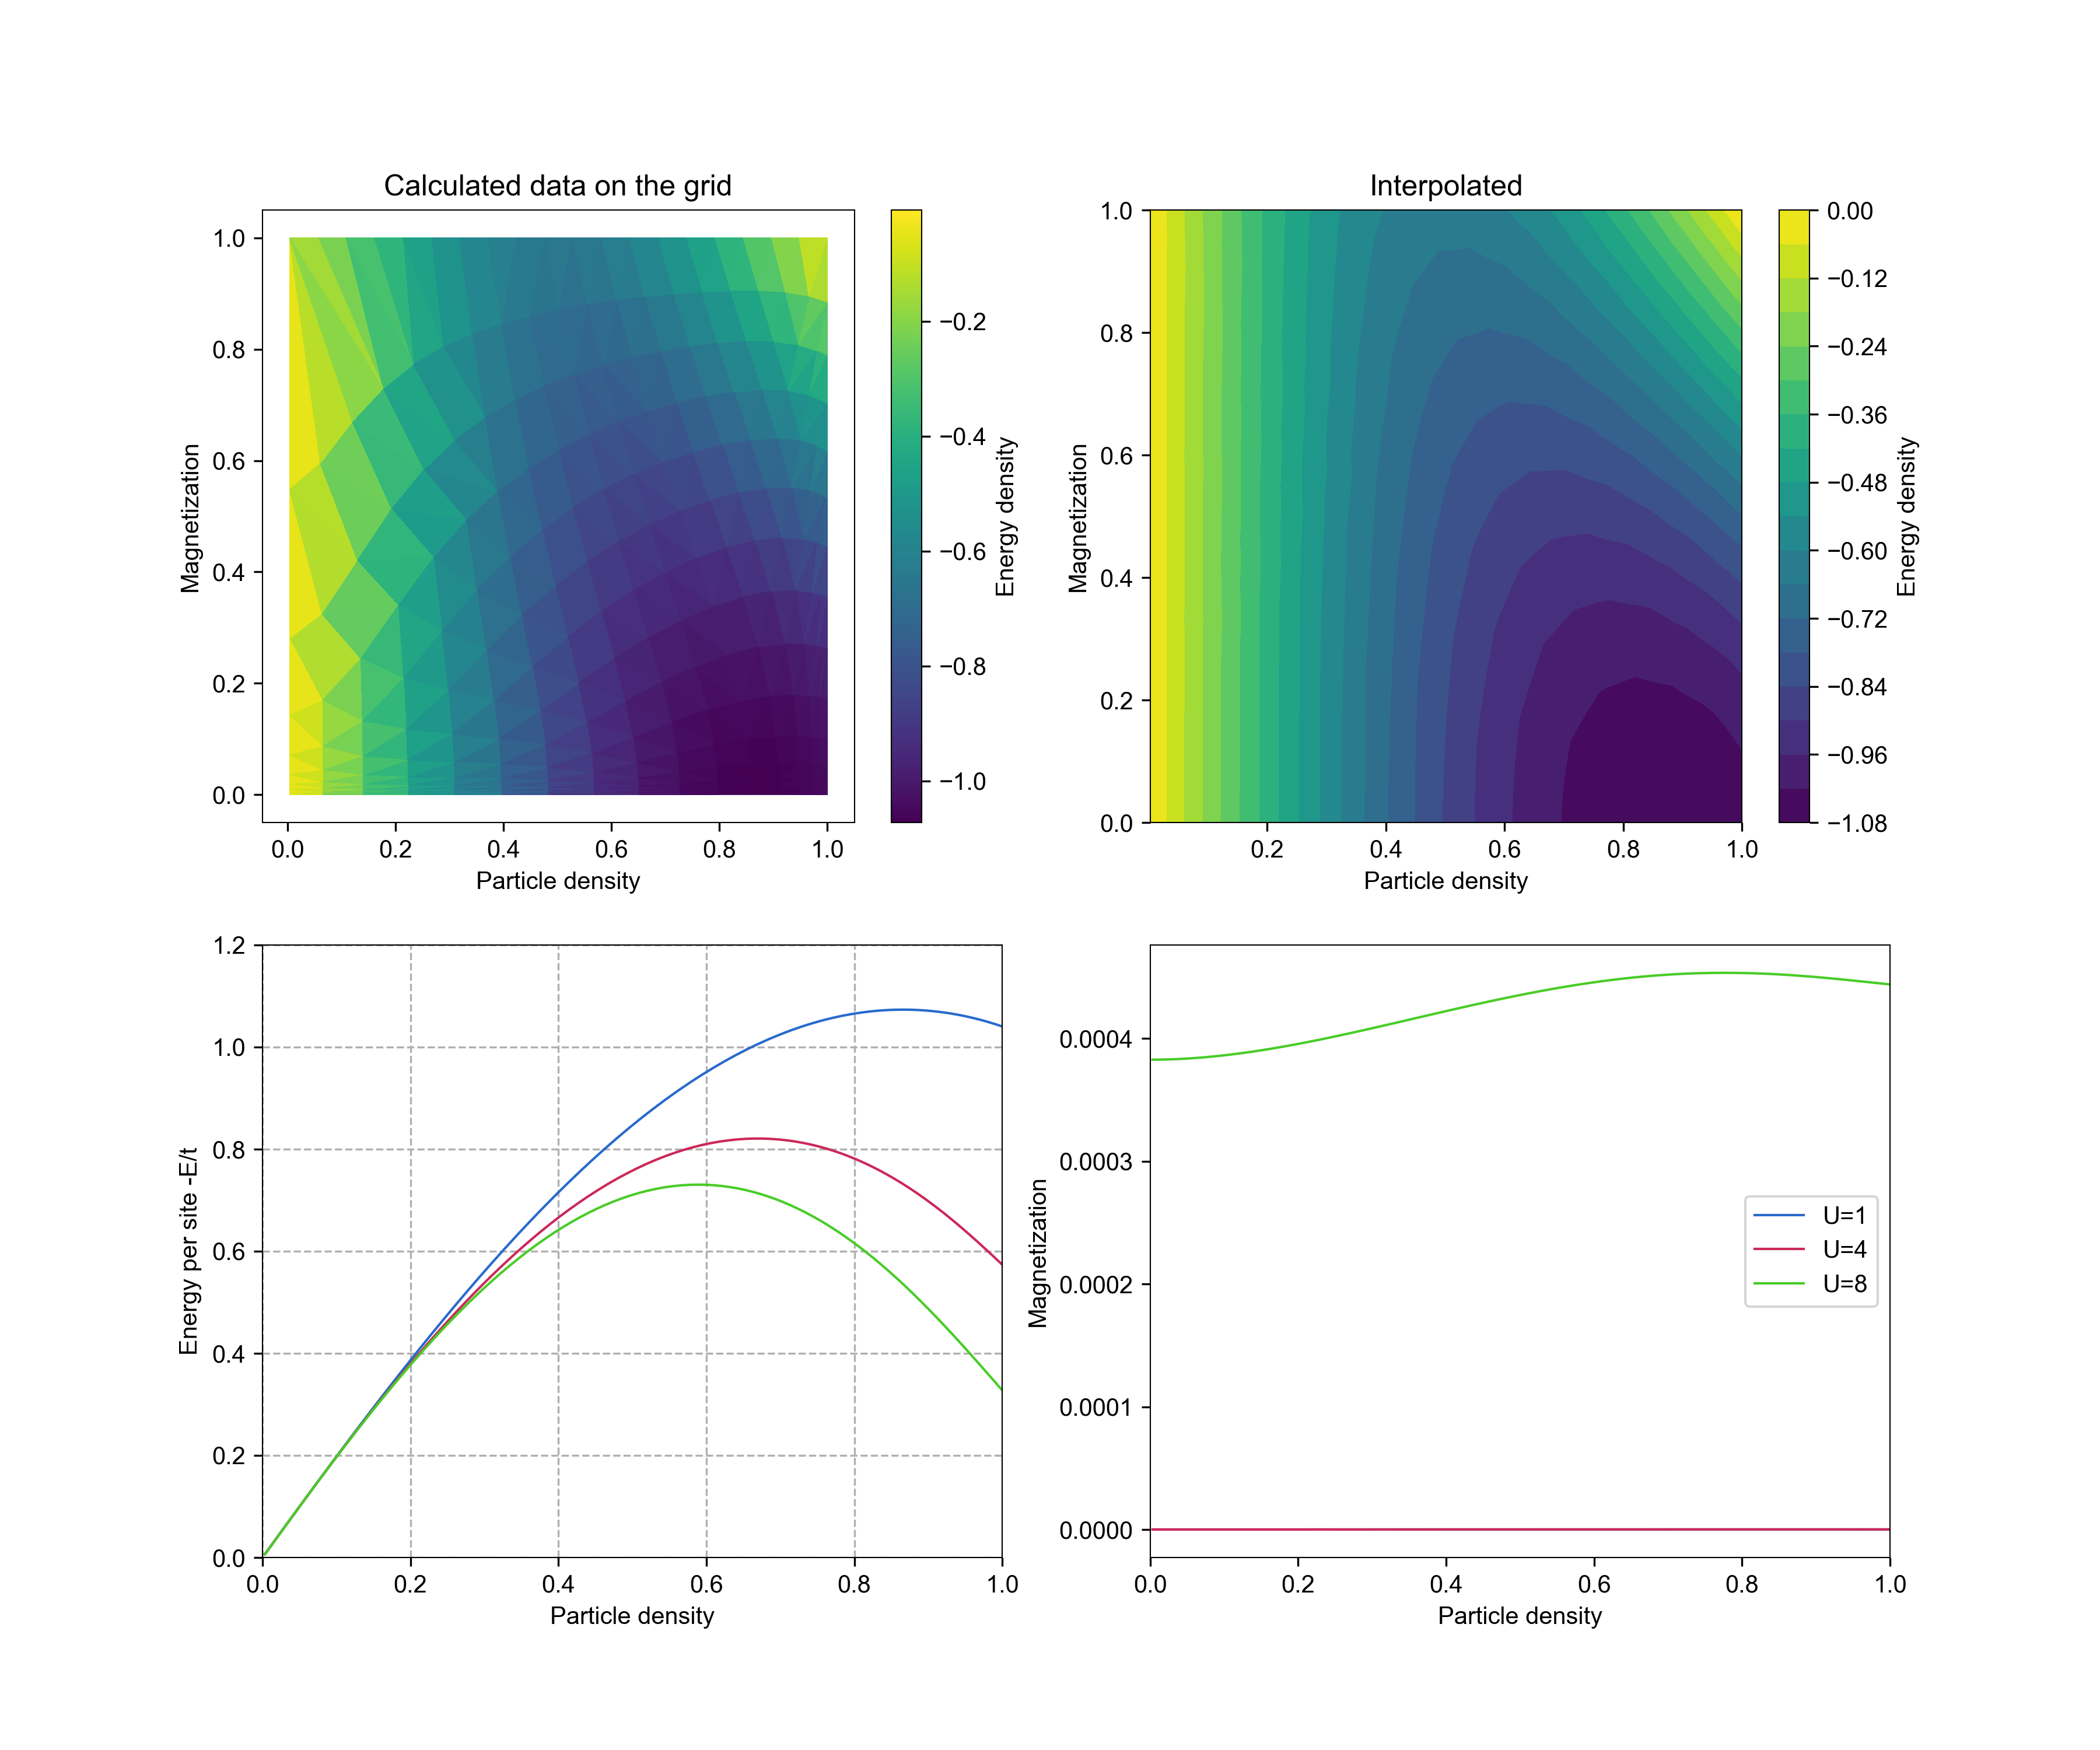 Calculated data on the grid
1.0
0.8
0.6
0.4
0.2
0.0
Magnetization
0.0 0.2 0.4 0.6 0.8 1.0
Particle density
−0.2
−0.4
−0.6
−0.8
−1.0
Energy density
Interpolated
1.0
0.8
0.6
0.4
0.2
0.0
Magnetization
0.2 0.4 0.6 0.8 1.0
Particle density
0.00
−0.12
−0.24
−0.36
−0.48
−0.60
−0.72
−0.84
−0.96
−1.08
Energy density
1.2
1.0
0.8
0.6
0.4
0.2
0.0
Energy per site -E/t
0.0 0.2 0.4 0.6 0.8 1.0
Particle density
0.0004
0.0003
0.0002
0.0001
0.0000
Magnetization
U=1
U=4
U=8
0.0 0.2 0.4 0.6 0.8 1.0
Particle density